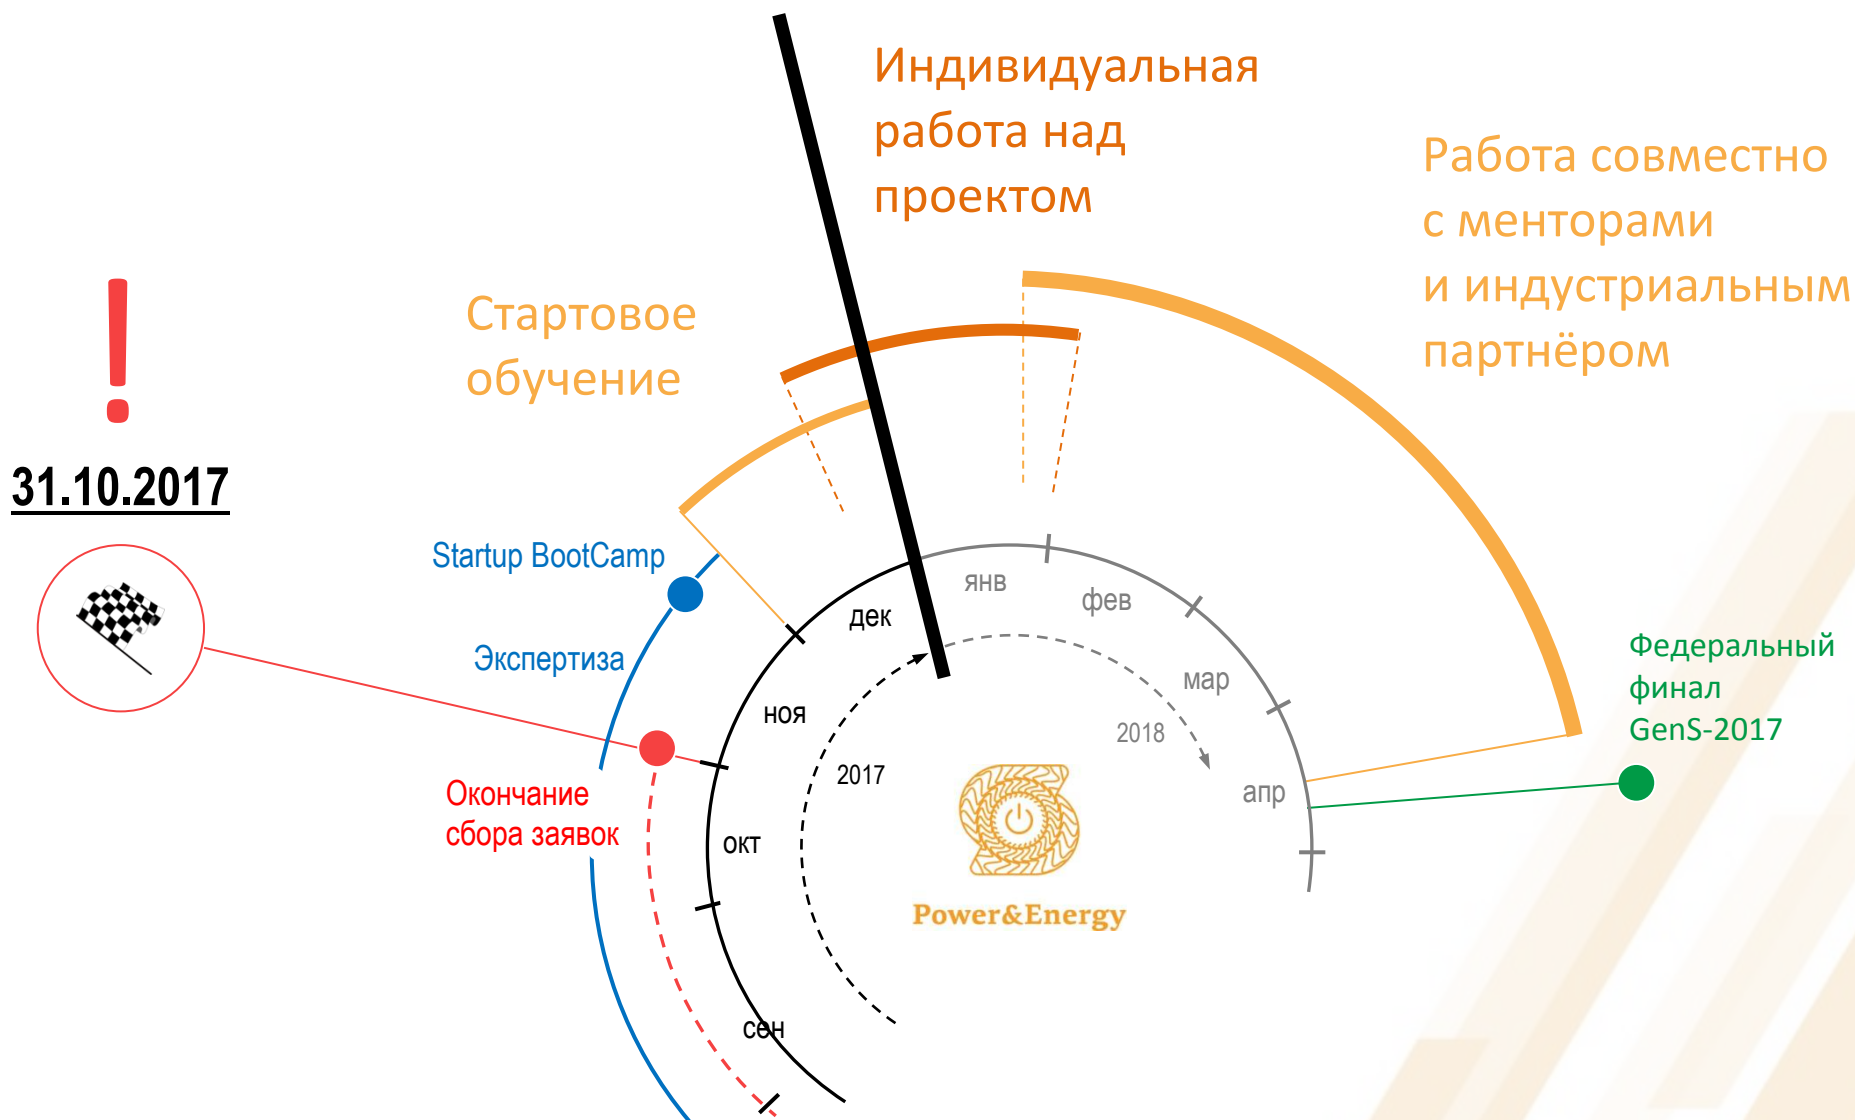 Индивидуальная
работа над
проектом
Работа совместно
с менторами
и индустриальным
партнёром
Стартовое
обучение
!
31.10.2017
Startup BootCamp
Экспертиза
Окончание
сбора заявок
янв
фев
дек
мар
ноя
2018
2017
апр
окт
сен
Федеральный
финал
GenS-2017
Power&Energy